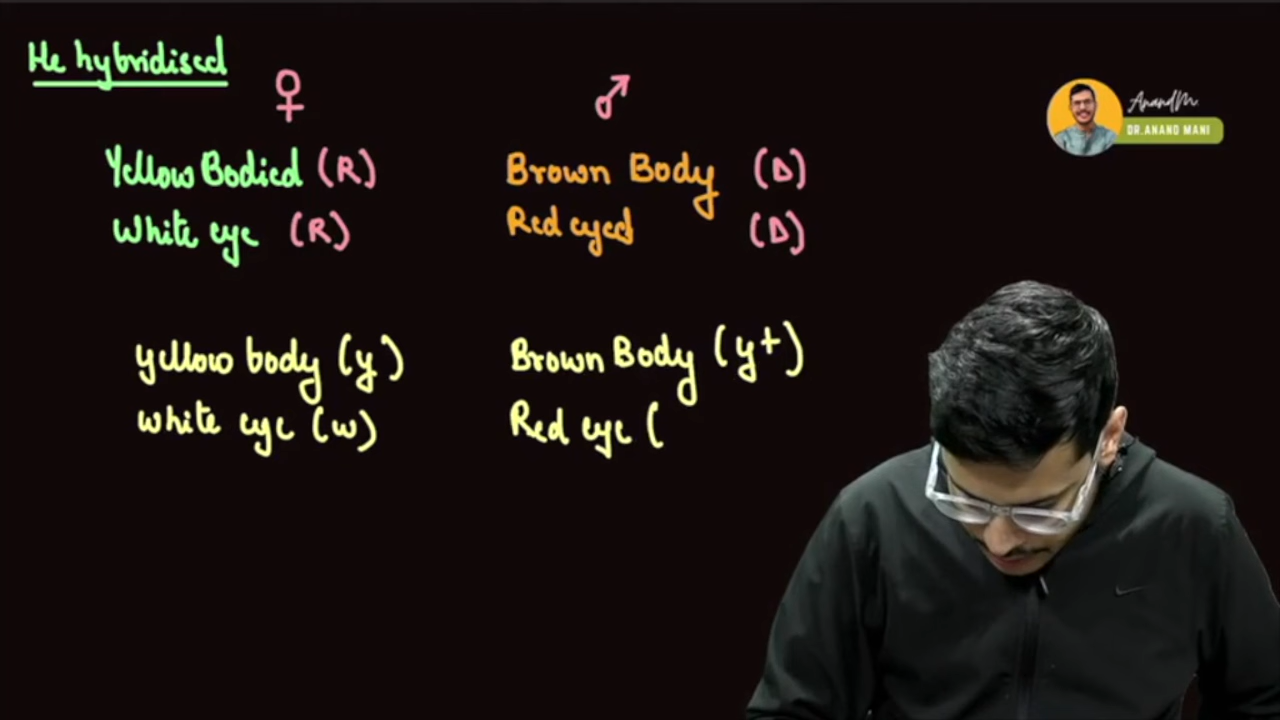 He hybridised
♀ ♂
Yellow Bodied (R) Brown Body (D)
White eye (R) Red eyed (D)
yellow body (y) Brown Body (y+)
white eye (w) Red eye (
AnandM.
DR.ANAND MANI